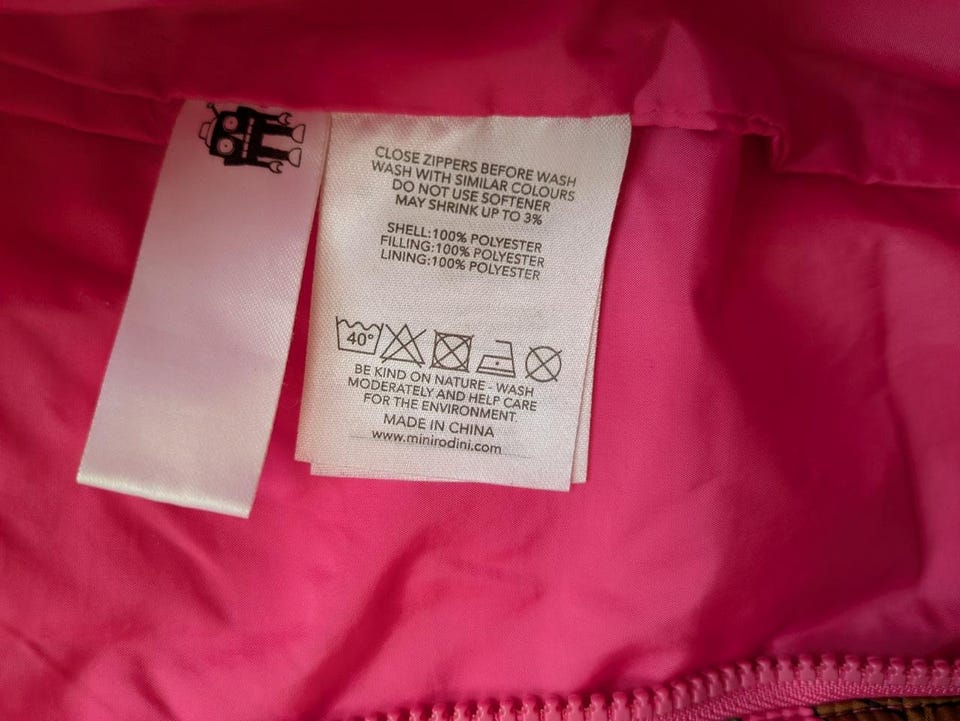 CLOSE ZIPPERS BEFORE WASH
WASH WITH SIMILAR COLOURS
DO NOT USE SOFTENER
MAY SHRINK UP TO 3%
SHELL:100% POLYESTER
FILLING:100% POLYESTER
LINING:100% POLYESTER
40°
BE KIND ON NATURE - WASH
MODERATELY AND HELP CARE
FOR THE ENVIRONMENT.
MADE IN CHINA
www.minirodini.com